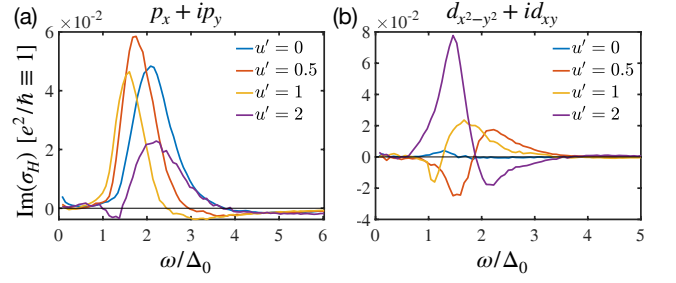 (a) pₓ + ipᵧ
×10⁻²
6
4
2
0
Im(σ_H) [e²/ħ ≡ 1]
u′ = 0
u′ = 0.5
u′ = 1
u′ = 2
0 1 2 3 4 5 6
ω/Δ₀
(b) d_{x²−y²} + id_{xy}
×10⁻²
8
6
4
2
0
-2
-4
u′ = 0
u′ = 0.5
u′ = 1
u′ = 2
0 1 2 3 4 5
ω/Δ₀